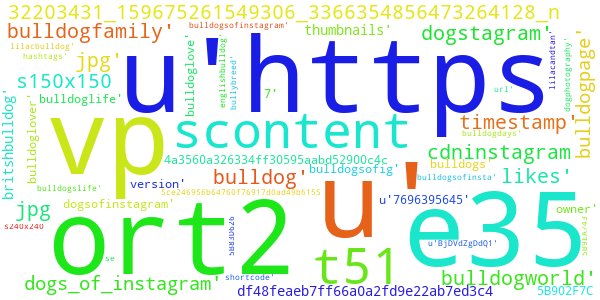 32203431_159675261549306_3366354856473264128_n
bulldogfamily'
bulldogsofinstagram'
thumbnails'
dogstagram'
lilacbulldog'
hashtags'
jpg'
u'https
s150x150
bulldoglove'
englishbulldog'
bullybreed'
7'
url'
lilacandtan'
dogphotography'
bulldogpage'
bulldoglife'
vp
scontent
timestamp'
bulldogdays'
britshbulldog'
bulldoglover'
4a3560a326334ff30595aabd52900c4c
cdninstagram
bulldog'
bulldogsofig'
bulldogs
likes'
bulldogslife'
version'
u'
bulldogsofinsta'
5ce246956b64760f76917d0ad49b6155
jpg
dogsofinstagram'
u'7696395645'
owner'
s240x240
ort2
e35
u'BjDVdZgDdQ1'
se
t51
dogs_of_instagram'
shortcode'
bulldogworld'
df48feaeb7ff66a0a2fd9e22ab7ed3c4
5B902F7C